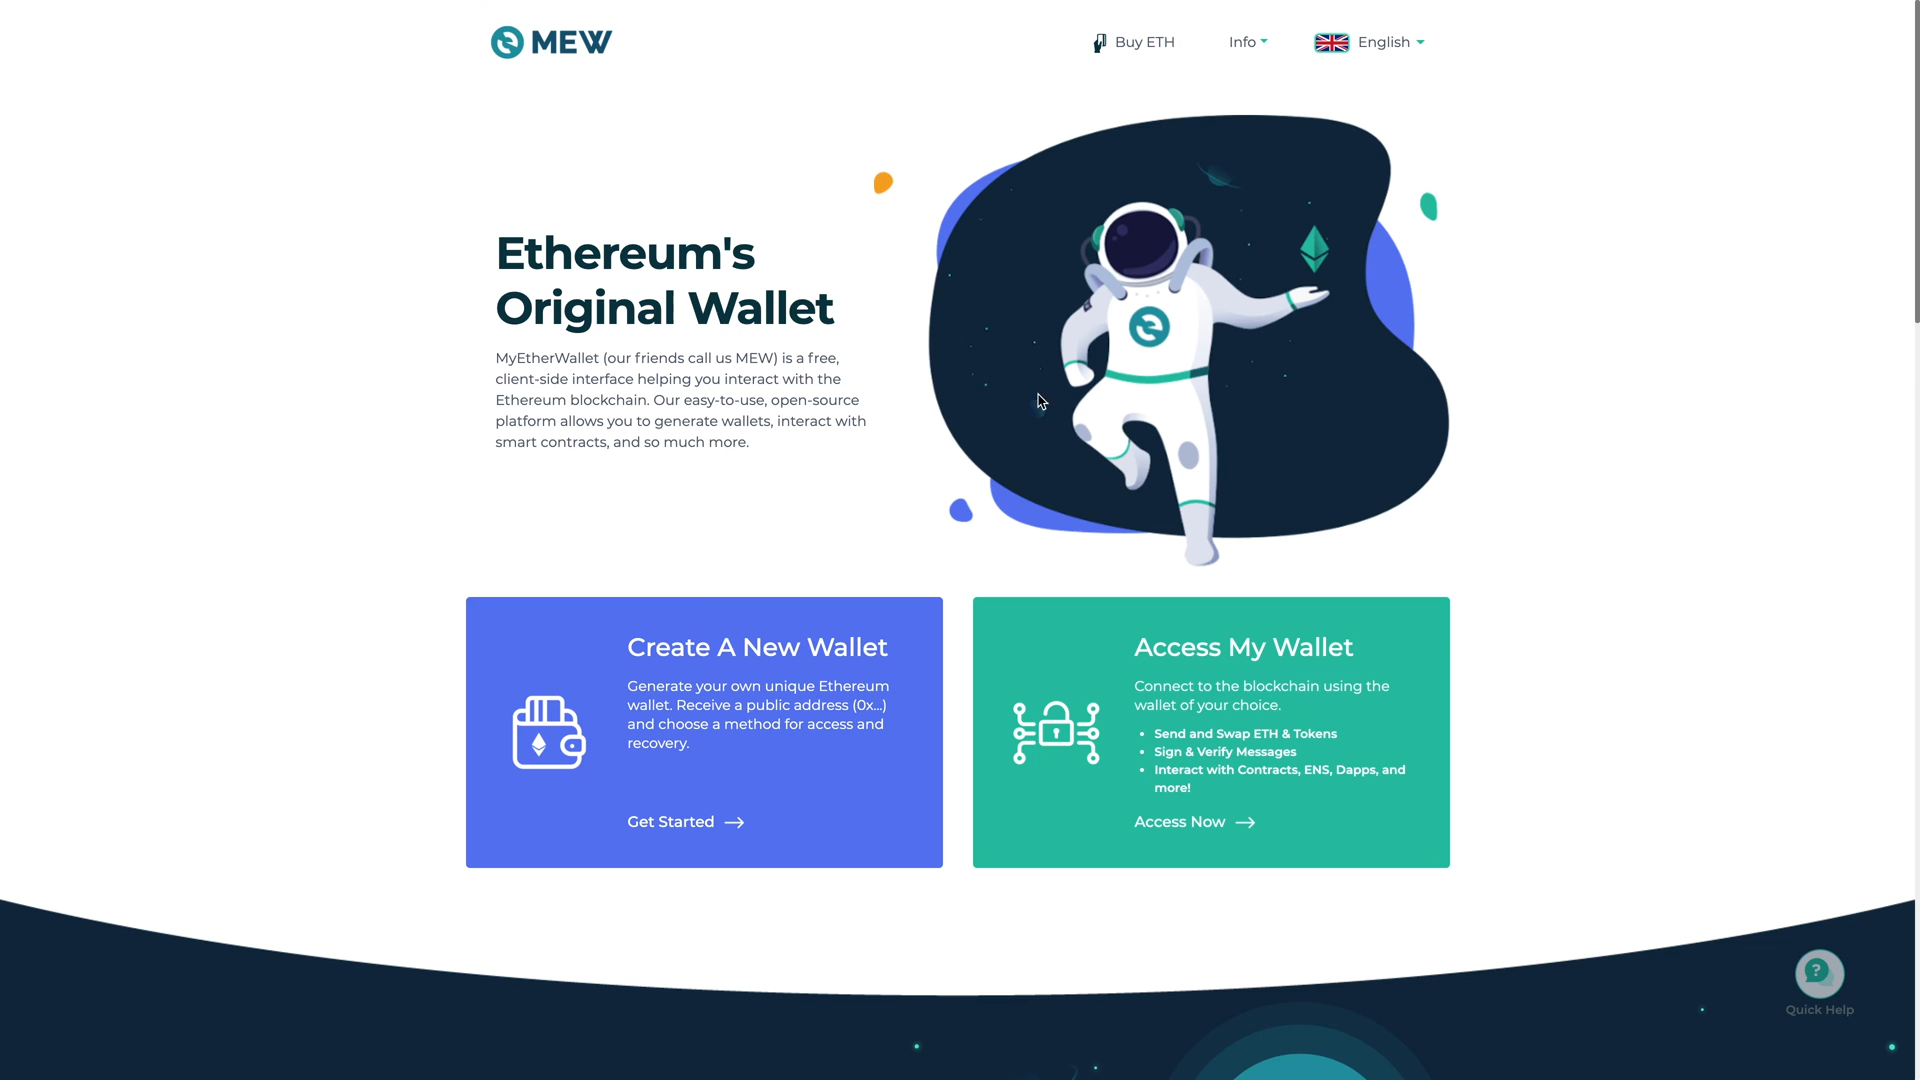 MEW
Buy ETH
Info
English
Ethereum's
Original Wallet
MyEtherWallet (our friends call us MEW) is a free,
client-side interface helping you interact with the
Ethereum blockchain. Our easy-to-use, open-source
platform allows you to generate wallets, interact with
smart contracts, and so much more.
Create A New Wallet
Generate your own unique Ethereum
wallet. Receive a public address (0x...)
and choose a method for access and
recovery.
Get Started
Access My Wallet
Connect to the blockchain using the
wallet of your choice.
• Send and Swap ETH & Tokens
• Sign & Verify Messages
• Interact with Contracts, ENS, Dapps, and
more!
Access Now
?
Quick Help